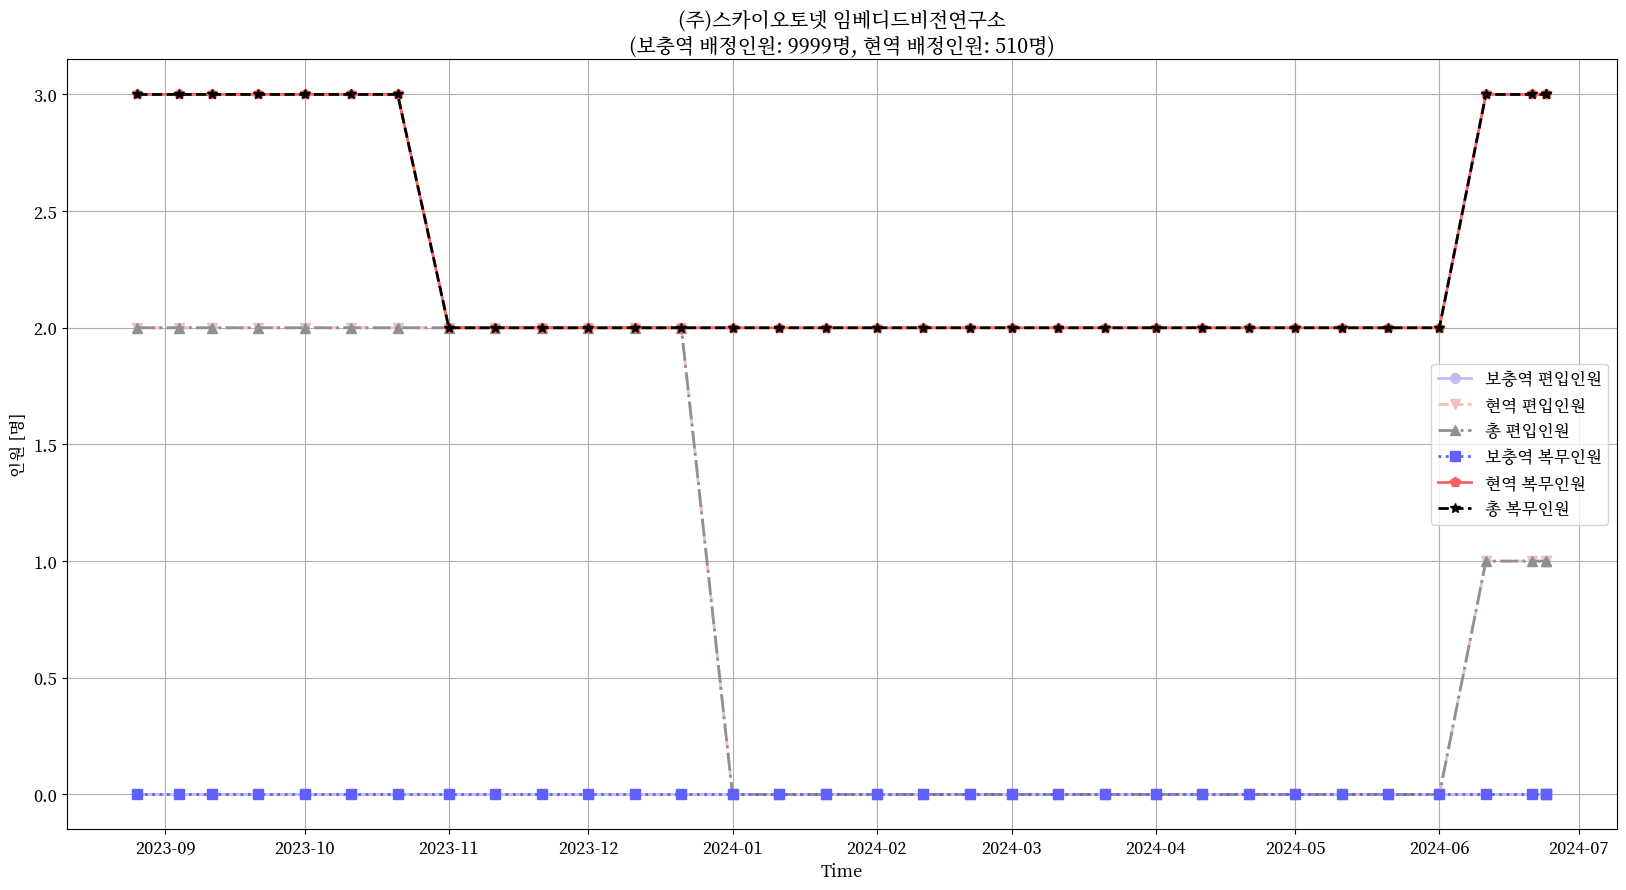 (주)스카이오토넷 임베디드비전연구소
(보충역 배정인원: 9999명, 현역 배정인원: 510명)
인원 [명]
3.0
2.5
2.0
1.5
1.0
0.5
0.0
보충역 편입인원
현역 편입인원
총 편입인원
보충역 복무인원
현역 복무인원
총 복무인원
2023-09
2023-10
2023-11
2023-12
2024-01
2024-02
2024-03
2024-04
2024-05
2024-06
2024-07
Time